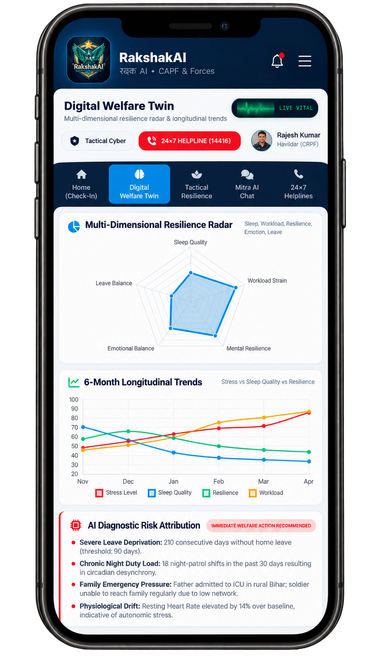 RakshakAI
RakshakAI
रक्षक AI • CAPF & Forces
Digital Welfare Twin
Multi-dimensional resilience radar & longitudinal trends
LIVE VITAL
Tactical Cyber
24×7 HELPLINE (14416)
Rajesh Kumar
Havildar (CRPF)
Home
(Check-In)
Digital
Welfare Twin
Tactical
Resilience
Mitra AI
Chat
24×7
Helplines
Multi-Dimensional Resilience Radar
Sleep, Workload, Resilience,
Emotion, Leave
Sleep Quality
Workload Strain
Leave Balance
Emotional Balance
Mental Resilience
6-Month Longitudinal Trends
Stress vs Sleep Quality vs Resilience
100
90
80
70
60
50
40
30
20
Nov
Dec
Jan
Feb
Mar
Apr
Stress Level
Sleep Quality
Resilience
Workload
AI Diagnostic Risk Attribution
IMMEDIATE WELFARE ACTION RECOMMENDED
• Severe Leave Deprivation: 210 consecutive days without home leave
(threshold: 90 days).
• Chronic Night Duty Load: 18 night-patrol shifts in the past 30 days resulting
in circadian desynchrony.
• Family Emergency Pressure: Father admitted to ICU in rural Bihar; soldier
unable to reach family regularly due to low network.
• Physiological Drift: Resting Heart Rate elevated by 14% over baseline,
indicative of autonomic stress.